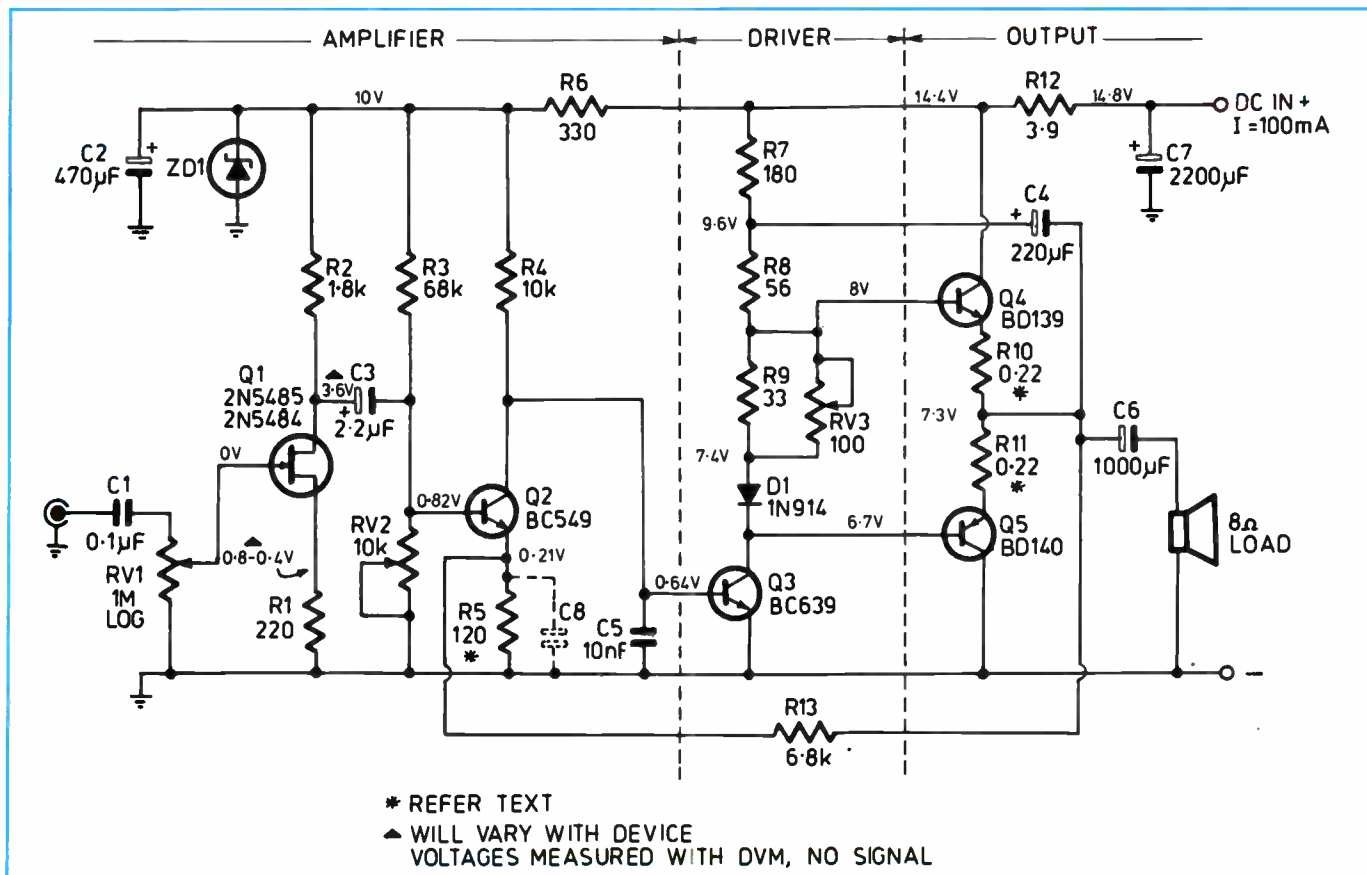 AMPLIFIER
DRIVER
OUTPUT
10V
R6
330
14.4V
R12
3.9
14.8V
DC IN +
I = 100mA
C2
470µF
+
ZD1
R7
180
+
C7
2200µF
9.6V
+
C4
220µF
R2
1.8k
R3
68k
R4
10k
R8
56
8V
Q4
BD139
Q1
2N5485
2N5484
▲
3.6V
C3
+
2.2µF
R9
33
RV3
100
R10
0.22
*
7.3V
C6
1000µF
0V
7.4V
R11
0.22
*
C1
0.1µF
0.82V
Q2
BC549
D1
1N914
6.7V
Q5
BD140
8Ω
LOAD
RV1
1M
LOG
▲
0.8-0.4V
R1
220
RV2
10k
0.21V
R5
120
*
C8
C5
10nF
0.64V
Q3
BC639
−
R13
6.8k
* REFER TEXT
▲ WILL VARY WITH DEVICE
VOLTAGES MEASURED WITH DVM, NO SIGNAL